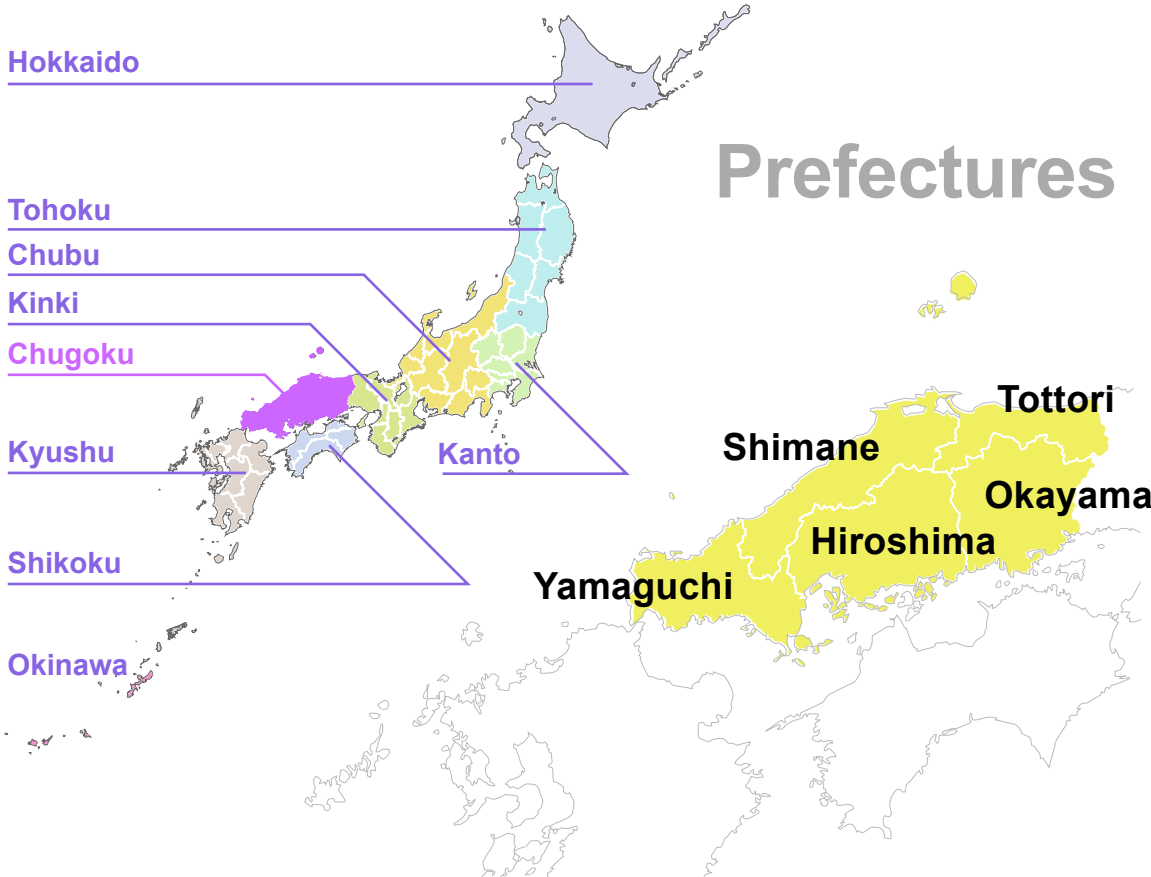 Hokkaido
Prefectures
Tohoku
Chubu
Kinki
Chugoku
Kyushu
Kanto
Shikoku
Okinawa
Tottori
Shimane
Okayama
Hiroshima
Yamaguchi